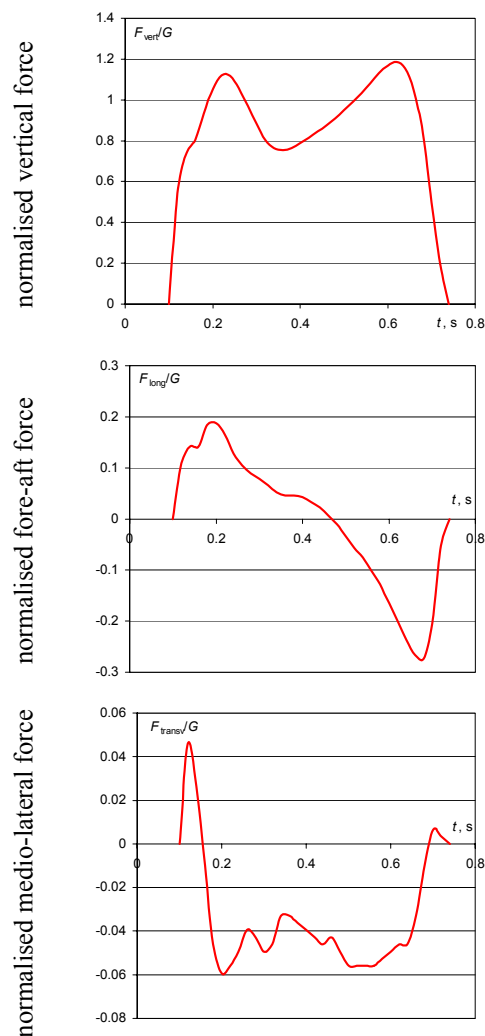 normalised vertical force
F_vert/G
1.4
1.2
1
0.8
0.6
0.4
0.2
0
0 0.2 0.4 0.6 0.8
t, s
normalised fore-aft force
F_long/G
0.3
0.2
0.1
0
-0.1
-0.2
-0.3
0 0.2 0.4 0.6 0.8
t, s
normalised medio-lateral force
F_transv/G
0.06
0.04
0.02
0
-0.02
-0.04
-0.06
-0.08
0 0.2 0.4 0.6 0.8
t, s